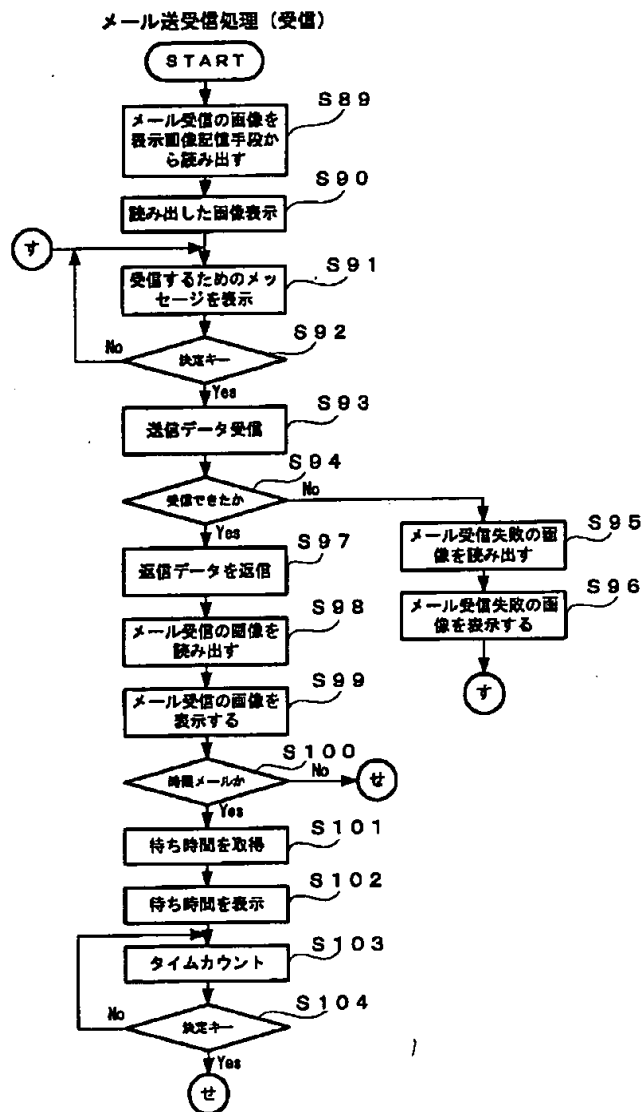 メール送受信処理（受信）
START
S89
メール受信の画像を
表示画像記憶手段か
ら読み出す
S90
読み出した画像表示
す
S91
受信するためのメッ
セージを表示
S92
No
決定キー
Yes
S93
送信データ受信
S94
受信できたか
No
Yes
S95
メール受信失敗の画
像を読み出す
S96
メール受信失敗の画
像を表示する
す
S97
返信データを返信
S98
メール受信の画像を
読み出す
S99
メール受信の画像を
表示する
S100
時間メールか
No
せ
Yes
S101
待ち時間を取得
S102
待ち時間を表示
S103
タイムカウント
S104
No
決定キー
Yes
せ